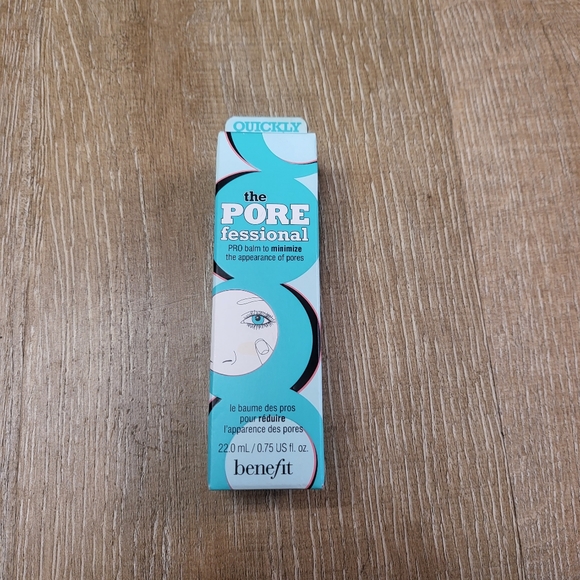 QUICKLY
the
PORE
fessional
PRO balm to minimize
the appearance of pores
le baume des pros
pour réduire
l'apparence des pores
22.0 mL / 0.75 US fl. oz.
benefit